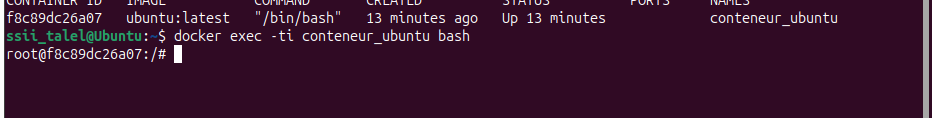 CONTAINER ID IMAGE COMMAND CREATED STATUS PORTS NAMES
f8c89dc26a07 ubuntu:latest "/bin/bash" 13 minutes ago Up 13 minutes conteneur_ubuntu
ssii_talel@Ubuntu:~$ docker exec -ti conteneur_ubuntu bash
root@f8c89dc26a07:/#